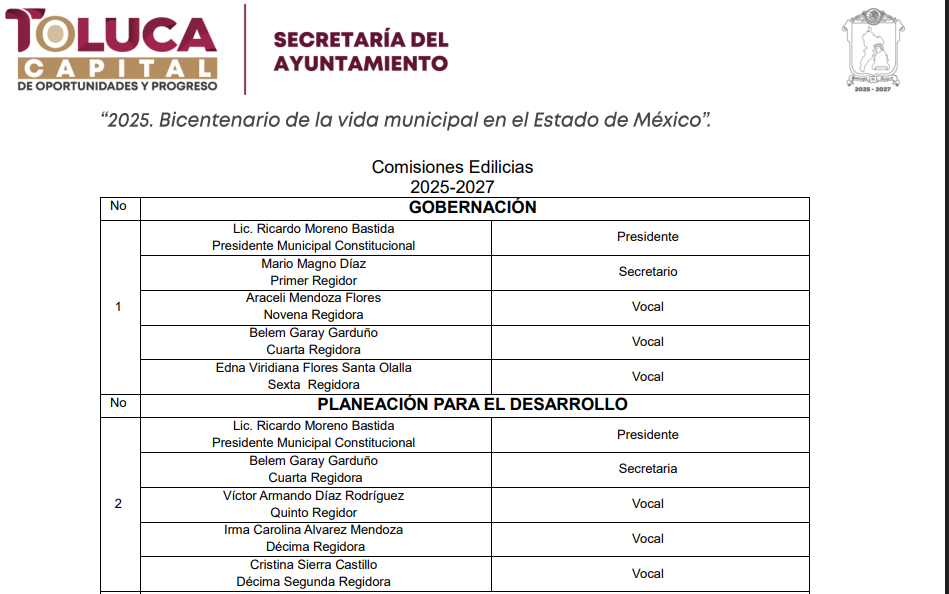 TOLUCA
CAPITAL
DE OPORTUNIDADES Y PROGRESO
SECRETARÍA DEL
AYUNTAMIENTO
2025 - 2027
“2025. Bicentenario de la vida municipal en el Estado de México”.
Comisiones Edilicias
2025-2027
No
GOBERNACIÓN
1
Lic. Ricardo Moreno Bastida
Presidente Municipal Constitucional
Presidente
Mario Magno Díaz
Primer Regidor
Secretario
Araceli Mendoza Flores
Novena Regidora
Vocal
Belem Garay Garduño
Cuarta Regidora
Vocal
Edna Viridiana Flores Santa Olalla
Sexta  Regidora
Vocal
No
PLANEACIÓN PARA EL DESARROLLO
2
Lic. Ricardo Moreno Bastida
Presidente Municipal Constitucional
Presidente
Belem Garay Garduño
Cuarta Regidora
Secretaria
Víctor Armando Díaz Rodríguez
Quinto Regidor
Vocal
Irma Carolina Alvarez Mendoza
Décima Regidora
Vocal
Cristina Sierra Castillo
Décima Segunda Regidora
Vocal